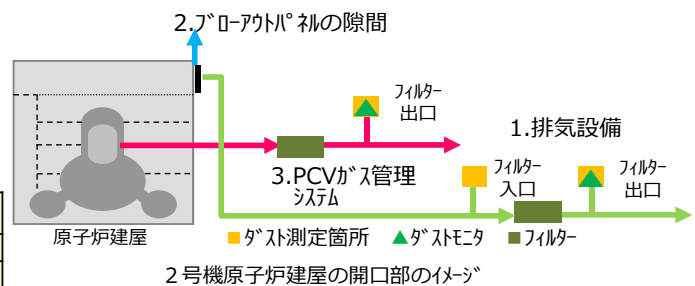 2.ﾌﾞﾛｰｱｳﾄﾊﾟﾈﾙの隙間
ﾌｨﾙﾀｰ
出口
1.排気設備
3.PCVｶﾞｽ管理
ｼｽﾃﾑ
ﾌｨﾙﾀｰ
入口
ﾌｨﾙﾀｰ
出口
原子炉建屋
■ﾀﾞｽﾄ測定箇所 ▲ﾀﾞｽﾄﾓﾆﾀ ■ﾌｨﾙﾀｰ
２号機原子炉建屋の開口部のｲﾒｰｼﾞ